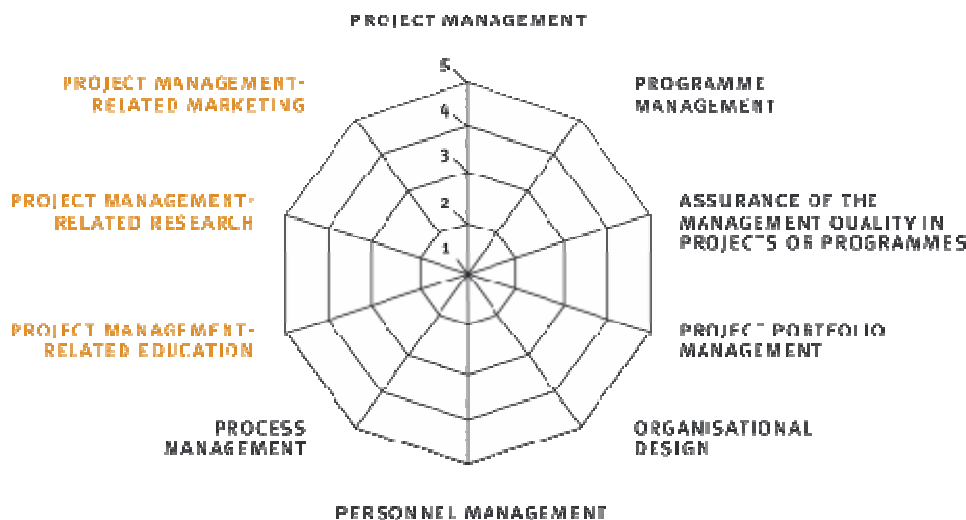 PROJECT MANAGEMENT
PROJECT MANAGEMENT-
RELATED MARKETING
5
PROGRAMME
MANAGEMENT
4
3
PROJECT MANAGEMENT-
RELATED RESEARCH
2
ASSURANCE OF THE
MANAGEMENT QUALITY IN
PROJECTS OR PROGRAMMES
1
PROJECT MANAGEMENT-
RELATED EDUCATION
PROJECT PORTFOLIO
MANAGEMENT
PROCESS
MANAGEMENT
ORGANISATIONAL
DESIGN
PERSONNEL MANAGEMENT